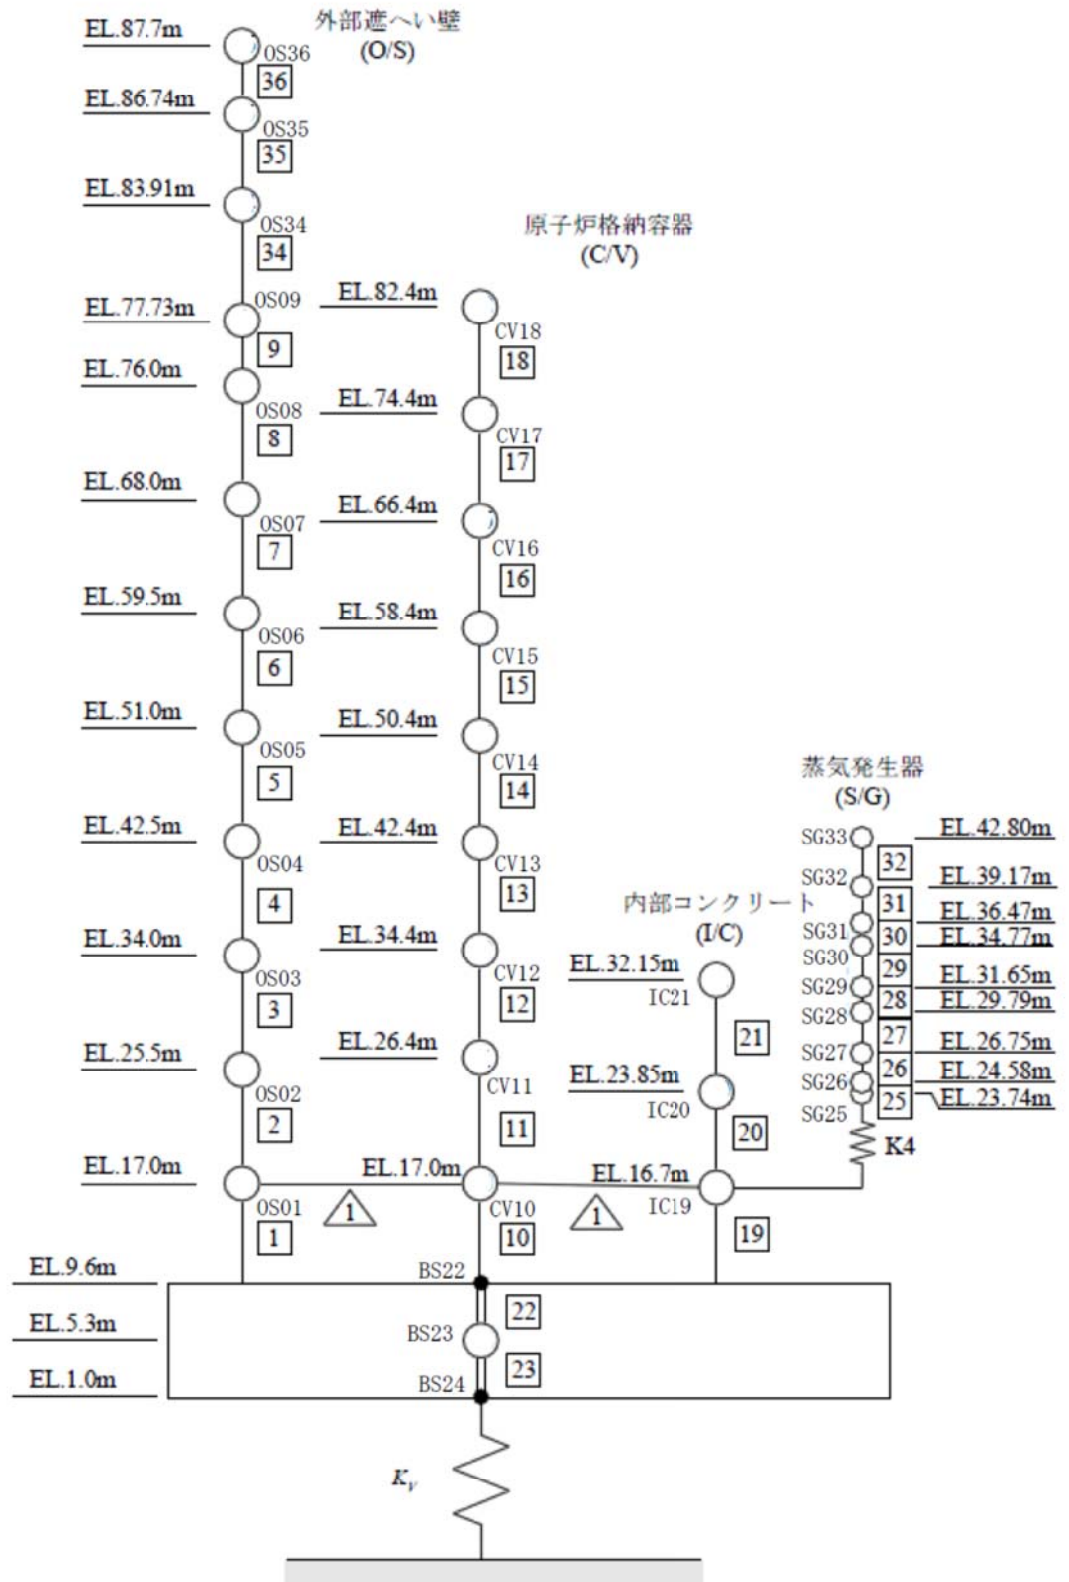 外部遮へい壁
(O/S)
EL.87.7m
OS36
36
EL.86.74m
OS35
35
EL.83.91m
OS34
34
EL.77.73m
OS09
9
EL.76.0m
OS08
8
EL.68.0m
OS07
7
EL.59.5m
OS06
6
EL.51.0m
OS05
5
EL.42.5m
OS04
4
EL.34.0m
OS03
3
EL.25.5m
OS02
2
EL.17.0m
OS01
1
1
原子炉格納容器
(C/V)
EL.82.4m
CV18
18
EL.74.4m
CV17
17
EL.66.4m
CV16
16
EL.58.4m
CV15
15
EL.50.4m
CV14
14
EL.42.4m
CV13
13
EL.34.4m
CV12
12
EL.26.4m
CV11
11
EL.17.0m
CV10
10
1
内部コンクリート
(I/C)
EL.32.15m
IC21
21
EL.23.85m
IC20
20
EL.16.7m
IC19
19
蒸気発生器
(S/G)
SG33
EL.42.80m
32
SG32
EL.39.17m
31
SG31
EL.36.47m
30
SG30
EL.34.77m
29
SG29
EL.31.65m
28
SG28
EL.29.79m
27
SG27
EL.26.75m
26
SG26
EL.24.58m
25
SG25
EL.23.74m
K4
EL.9.6m
BS22
22
EL.5.3m
BS23
23
EL.1.0m
BS24
Kv